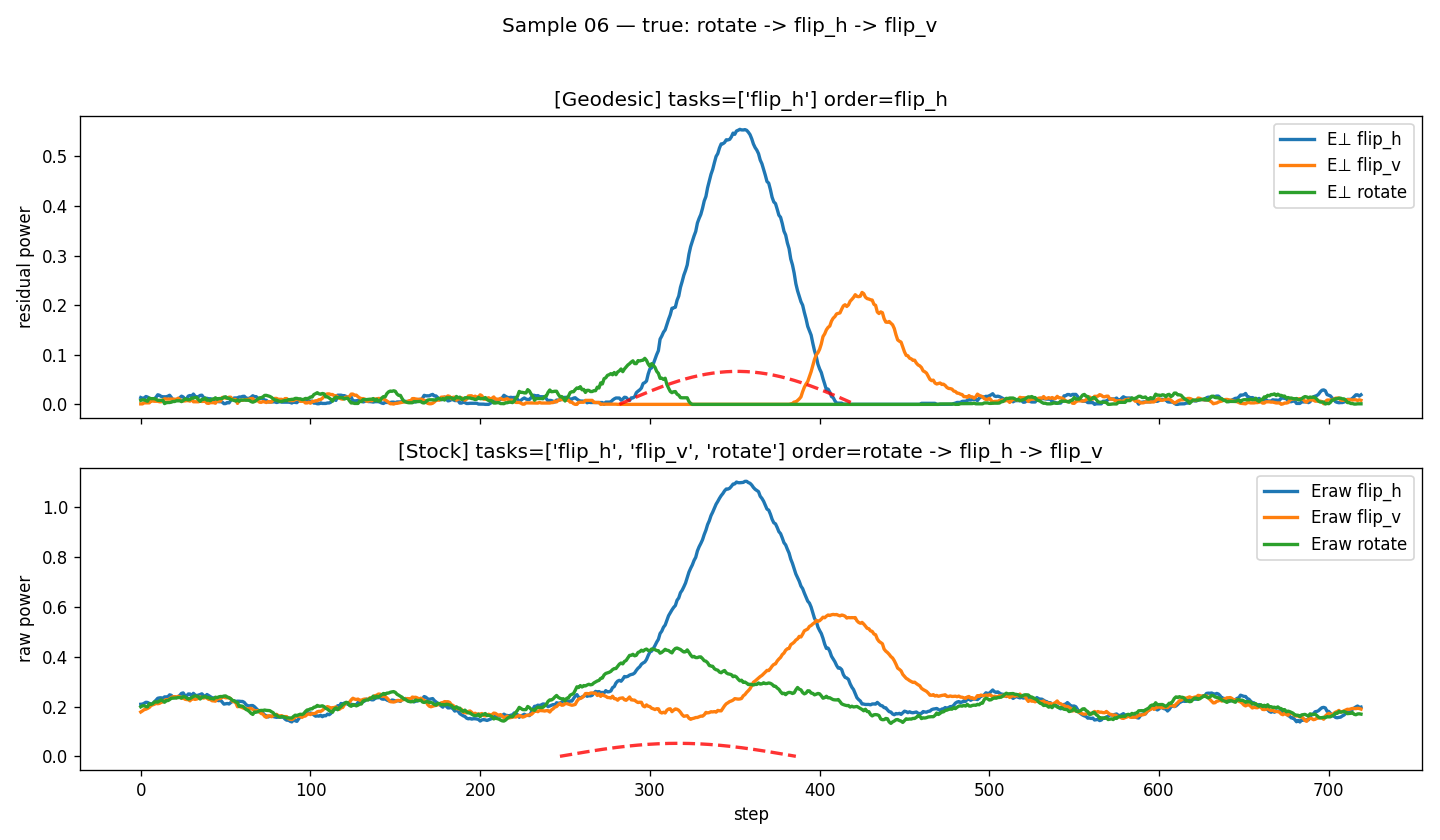 Sample 06 — true: rotate -> flip_h -> flip_v
[Geodesic] tasks=['flip_h'] order=flip_h
residual power
0.5
0.4
0.3
0.2
0.1
0.0
E⊥ flip_h
E⊥ flip_v
E⊥ rotate
[Stock] tasks=['flip_h', 'flip_v', 'rotate'] order=rotate -> flip_h -> flip_v
raw power
1.0
0.8
0.6
0.4
0.2
0.0
Eraw flip_h
Eraw flip_v
Eraw rotate
0 100 200 300 400 500 600 700
step